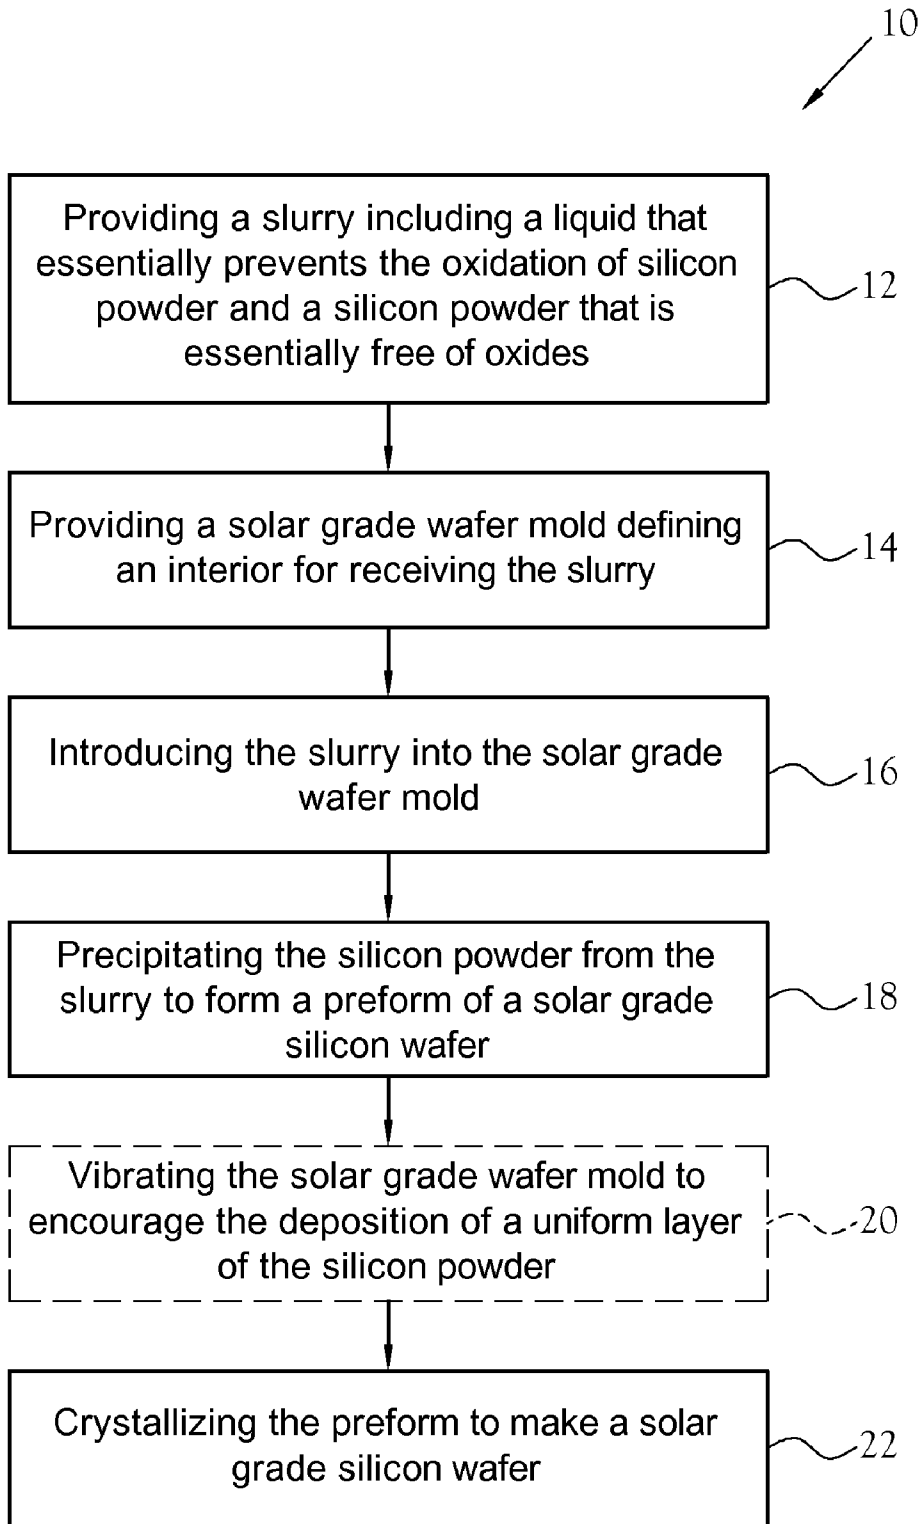 10
Providing a slurry including a liquid that
essentially prevents the oxidation of silicon
powder and a silicon powder that is
essentially free of oxides
12
Providing a solar grade wafer mold defining
an interior for receiving the slurry
14
Introducing the slurry into the solar grade
wafer mold
16
Precipitating the silicon powder from the
slurry to form a preform of a solar grade
silicon wafer
18
Vibrating the solar grade wafer mold to
encourage the deposition of a uniform layer
of the silicon powder
20
Crystallizing the preform to make a solar
grade silicon wafer
22